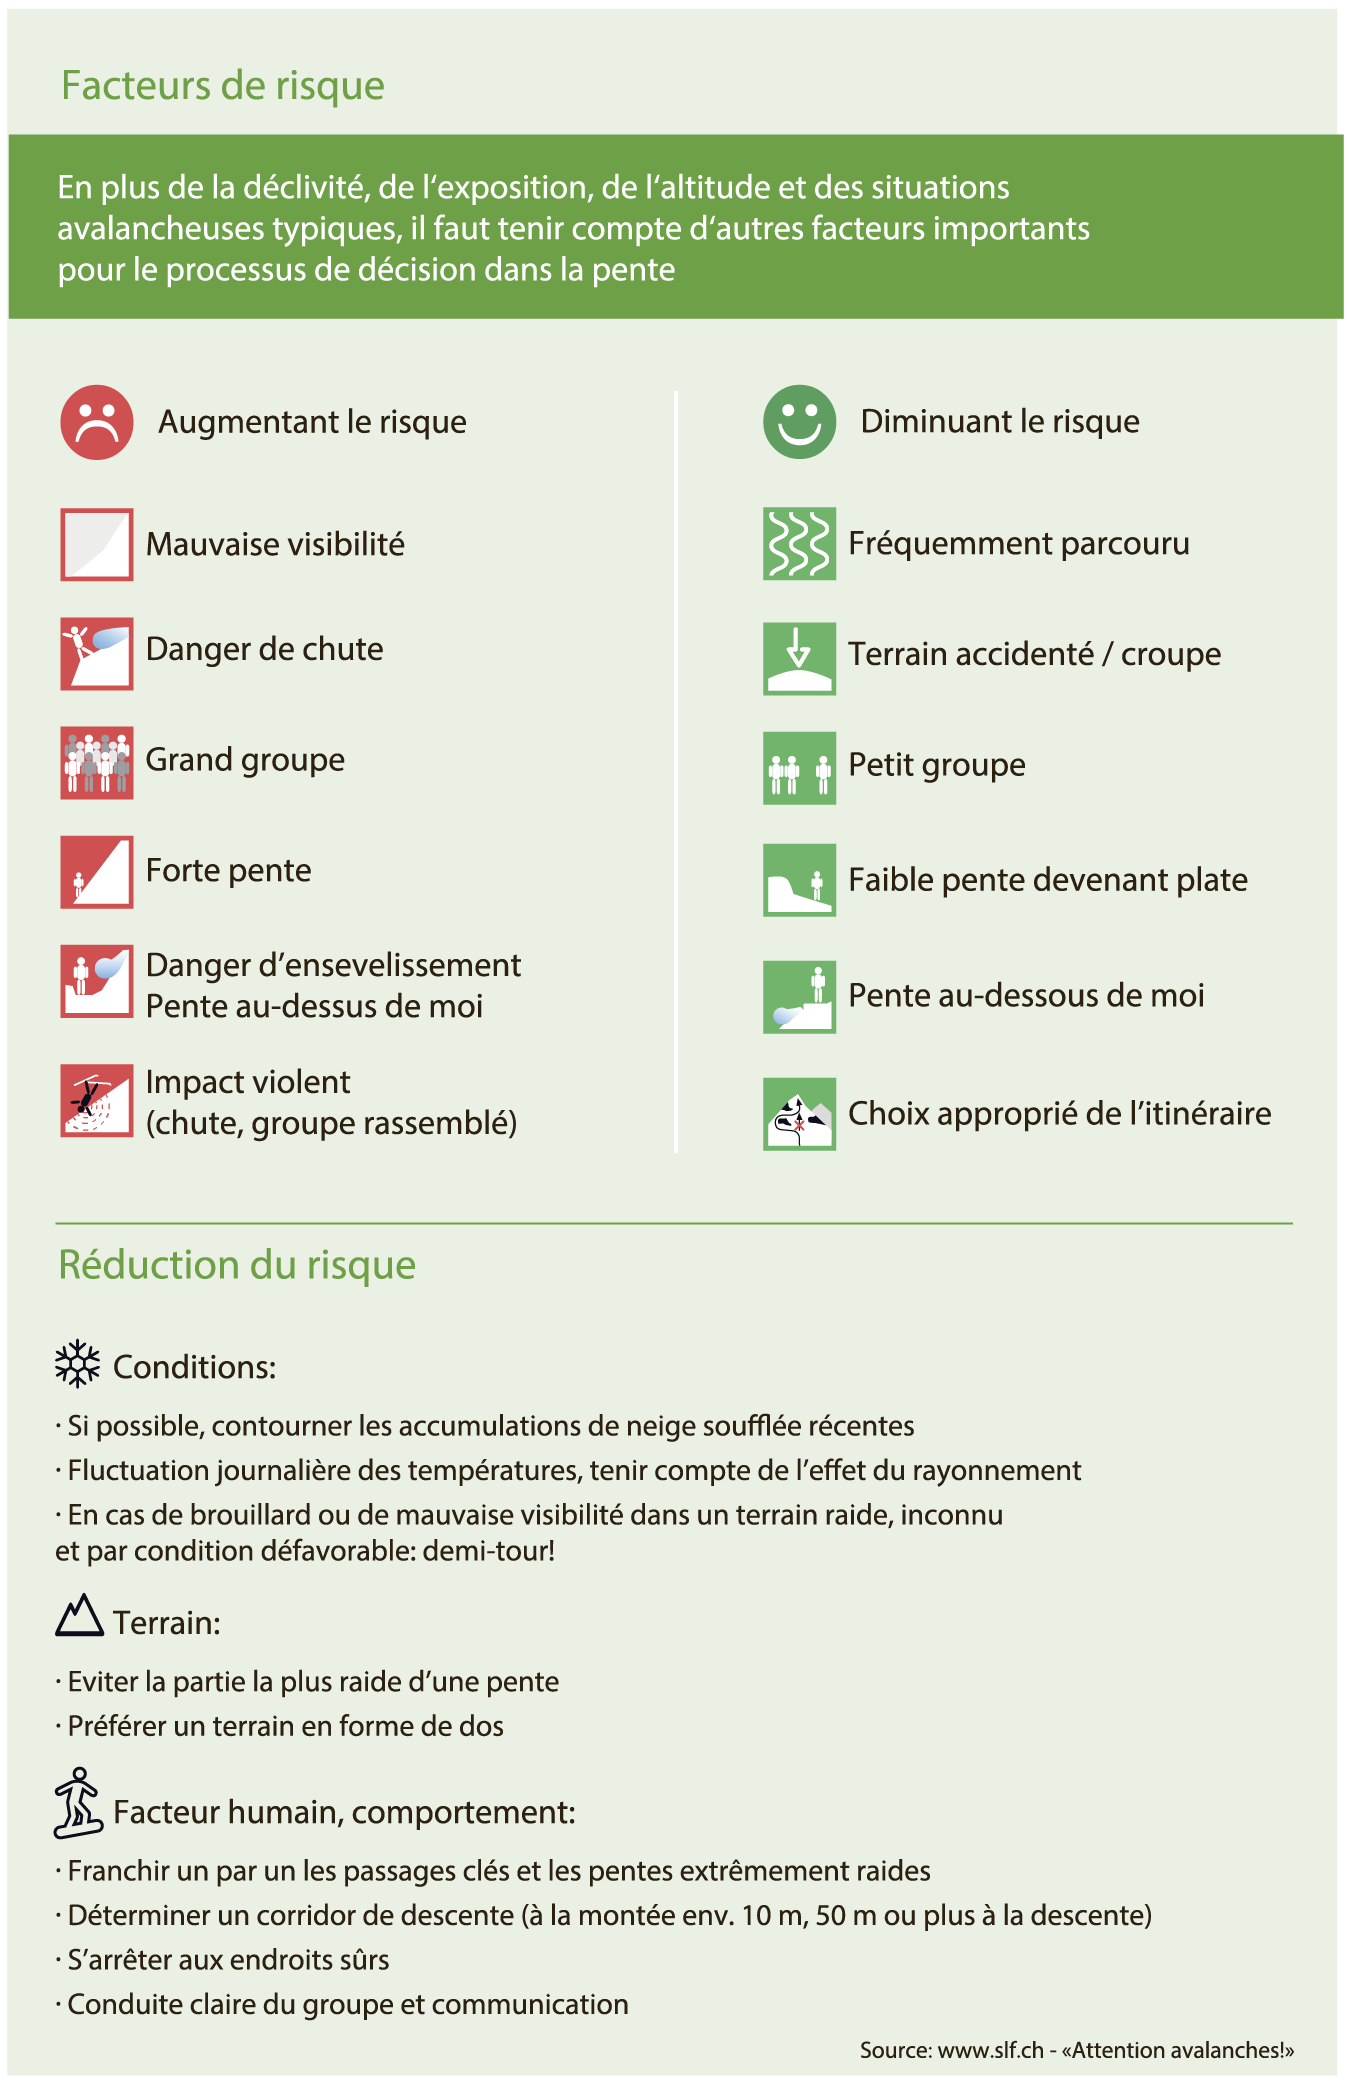 Facteurs de risque
En plus de la déclivité, de l‘exposition, de l‘altitude et des situations
avalancheuses typiques, il faut tenir compte d‘autres facteurs importants
pour le processus de décision dans la pente
Augmentant le risque
Mauvaise visibilité
Danger de chute
Grand groupe
Forte pente
Danger d’ensevelissement
Pente au-dessus de moi
Impact violent
(chute, groupe rassemblé)
Diminuant le risque
Fréquemment parcouru
Terrain accidenté / croupe
Petit groupe
Faible pente devenant plate
Pente au-dessous de moi
Choix approprié de l’itinéraire
Réduction du risque
Conditions:
· Si possible, contourner les accumulations de neige soufflée récentes
· Fluctuation journalière des températures, tenir compte de l’effet du rayonnement
· En cas de brouillard ou de mauvaise visibilité dans un terrain raide, inconnu
et par condition défavorable: demi-tour!
Terrain:
· Eviter la partie la plus raide d’une pente
· Préférer un terrain en forme de dos
Facteur humain, comportement:
· Franchir un par un les passages clés et les pentes extrêmement raides
· Déterminer un corridor de descente (à la montée env. 10 m, 50 m ou plus à la descente)
· S’arrêter aux endroits sûrs
· Conduite claire du groupe et communication
Source: www.slf.ch - «Attention avalanches!»